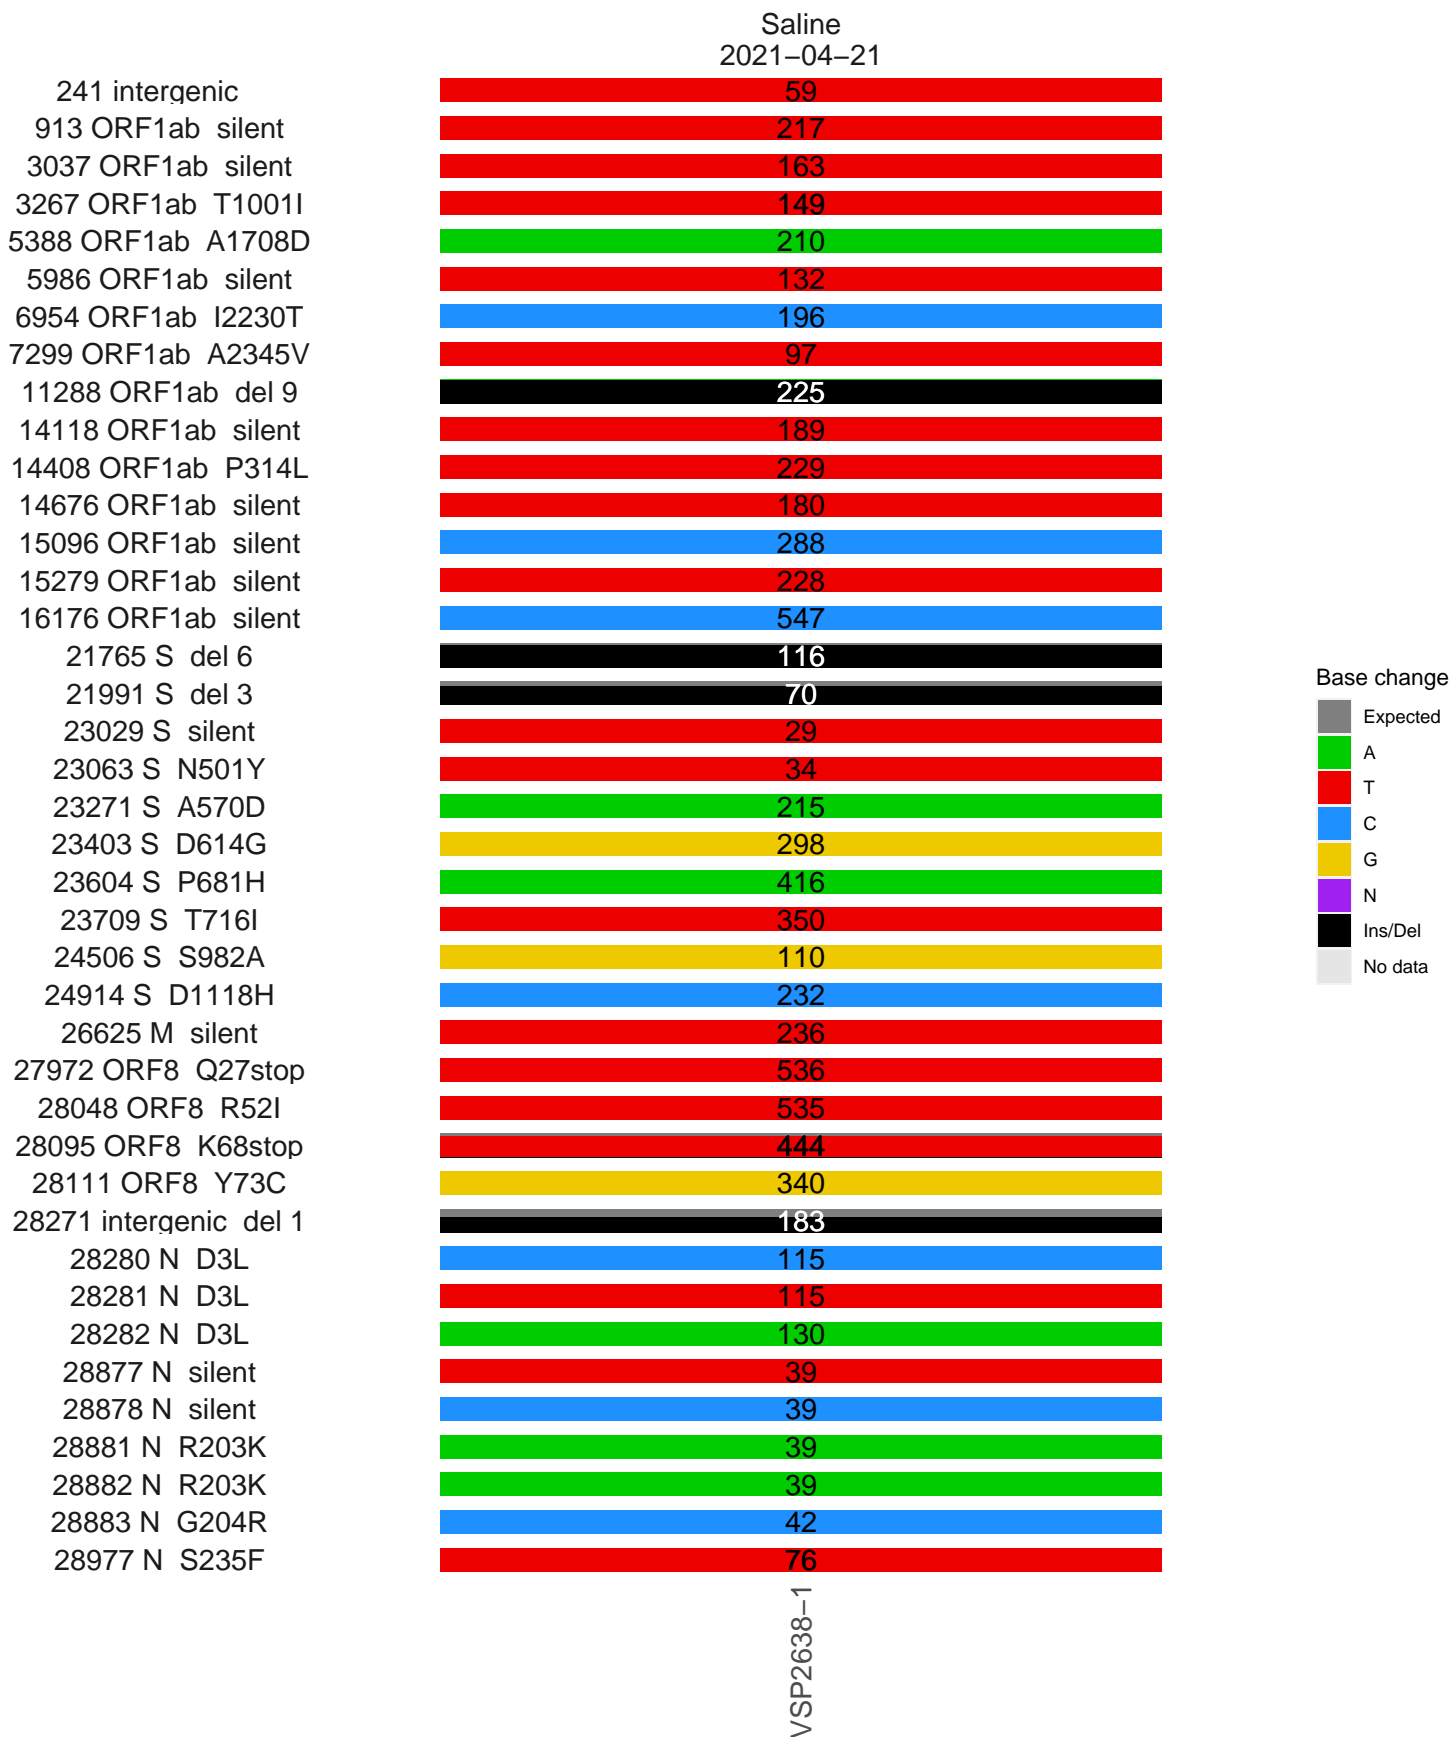 Saline
2021−04−21
241 intergenic 59
913 ORF1ab silent 217
3037 ORF1ab silent 163
3267 ORF1ab T1001I 149
5388 ORF1ab A1708D 210
5986 ORF1ab silent 132
6954 ORF1ab I2230T 196
7299 ORF1ab A2345V 97
11288 ORF1ab del 9 225
14118 ORF1ab silent 189
14408 ORF1ab P314L 229
14676 ORF1ab silent 180
15096 ORF1ab silent 288
15279 ORF1ab silent 228
16176 ORF1ab silent 547
21765 S del 6 116
21991 S del 3 70
23029 S silent 29
23063 S N501Y 34
23271 S A570D 215
23403 S D614G 298
23604 S P681H 416
23709 S T716I 350
24506 S S982A 110
24914 S D1118H 232
26625 M silent 236
27972 ORF8 Q27stop 536
28048 ORF8 R52I 535
28095 ORF8 K68stop 444
28111 ORF8 Y73C 340
28271 intergenic del 1 183
28280 N D3L 115
28281 N D3L 115
28282 N D3L 130
28877 N silent 39
28878 N silent 39
28881 N R203K 39
28882 N R203K 39
28883 N G204R 42
28977 N S235F 76
VSP2638−1
Base change
Expected
A
T
C
G
N
Ins/Del
No data